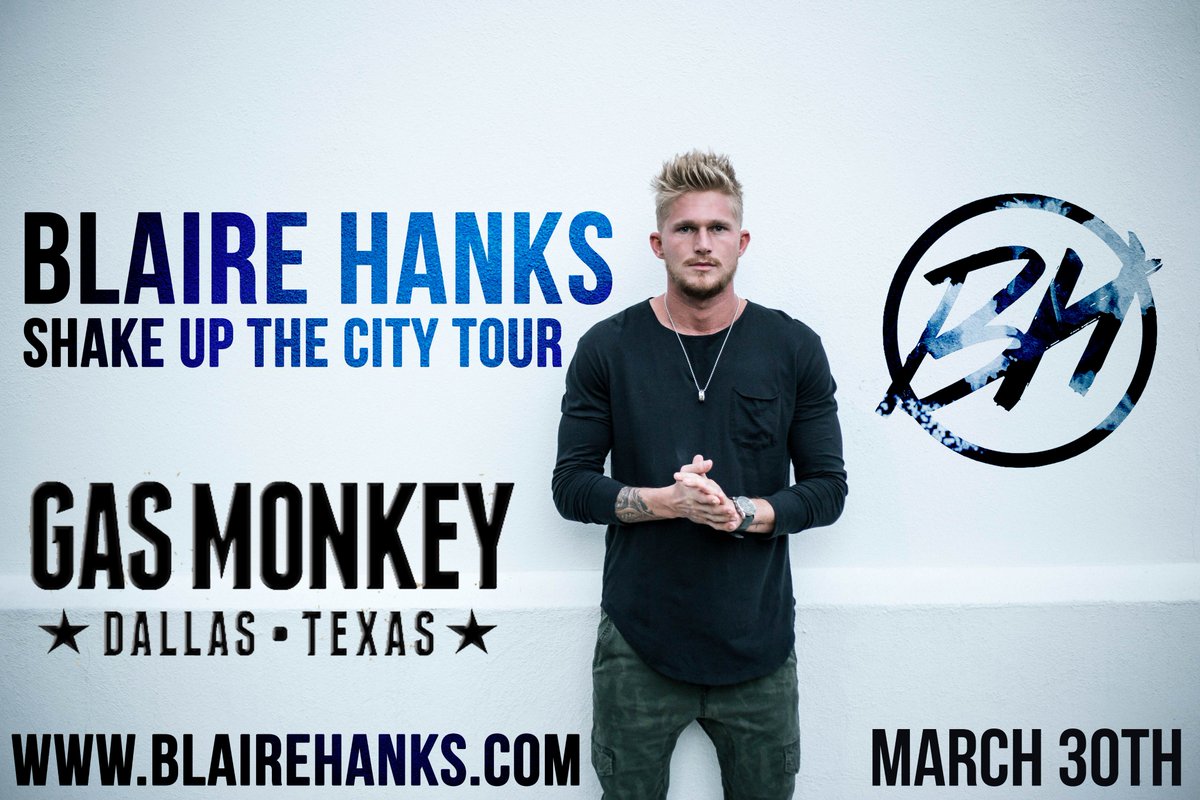 BLAIRE HANKS
SHAKE UP THE CITY TOUR
BH
GAS MONKEY
★ DALLAS • TEXAS ★
WWW.BLAIREHANKS.COM
MARCH 30TH